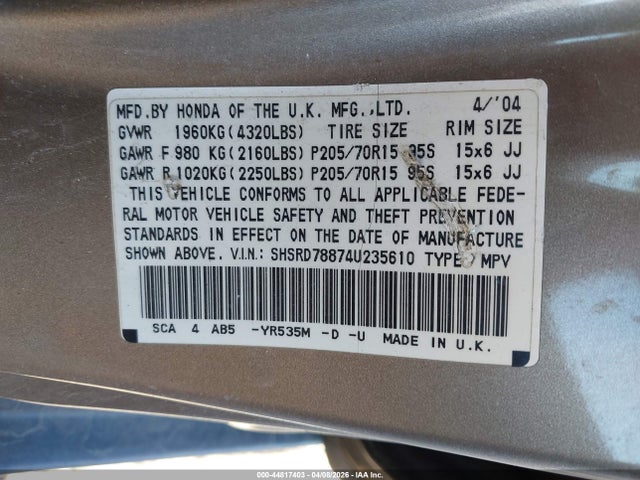 MFD.BY HONDA OF THE U.K. MFG.,LTD. 4/'04
GVWR 1960KG(4320LBS) TIRE SIZE RIM SIZE
GAWR F 980 KG(2160LBS) P205/70R15 95S 15x6 JJ
GAWR R 1020KG(2250LBS) P205/70R15 95S 15x6 JJ
THIS VEHICLE CONFORMS TO ALL APPLICABLE FEDE-
RAL MOTOR VEHICLE SAFETY AND THEFT PREVENTION
STANDARDS IN EFFECT ON THE DATE OF MANUFACTURE
SHOWN ABOVE. V.I.N.: SHSRD78874U235610 TYPE: MPV
SCA 4 AB5 -YR535M -D -U MADE IN U.K.
000-44817403 - 04/08/2026 - IAAI.COM